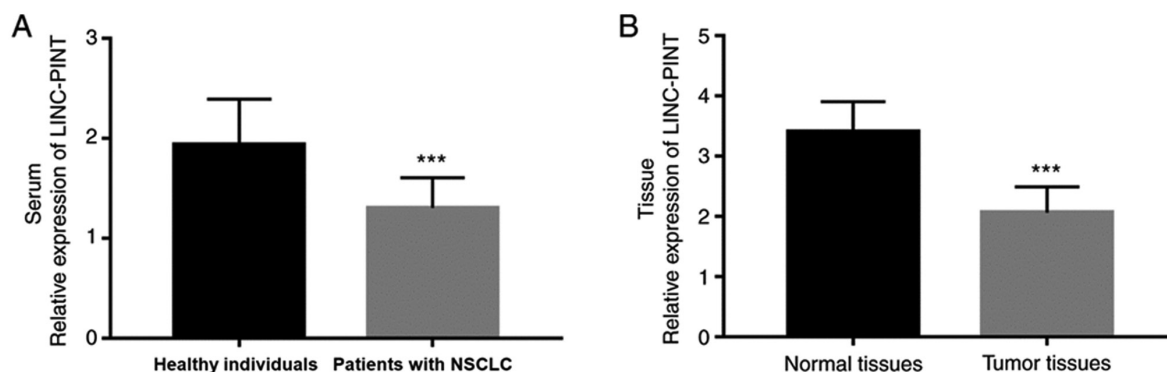 A
Serum
Relative expression of LINC-PINT
3
2
1
0
***
Healthy individuals
Patients with NSCLC
B
Tissue
Relative expression of LINC-PINT
5
4
3
2
1
0
***
Normal tissues
Tumor tissues